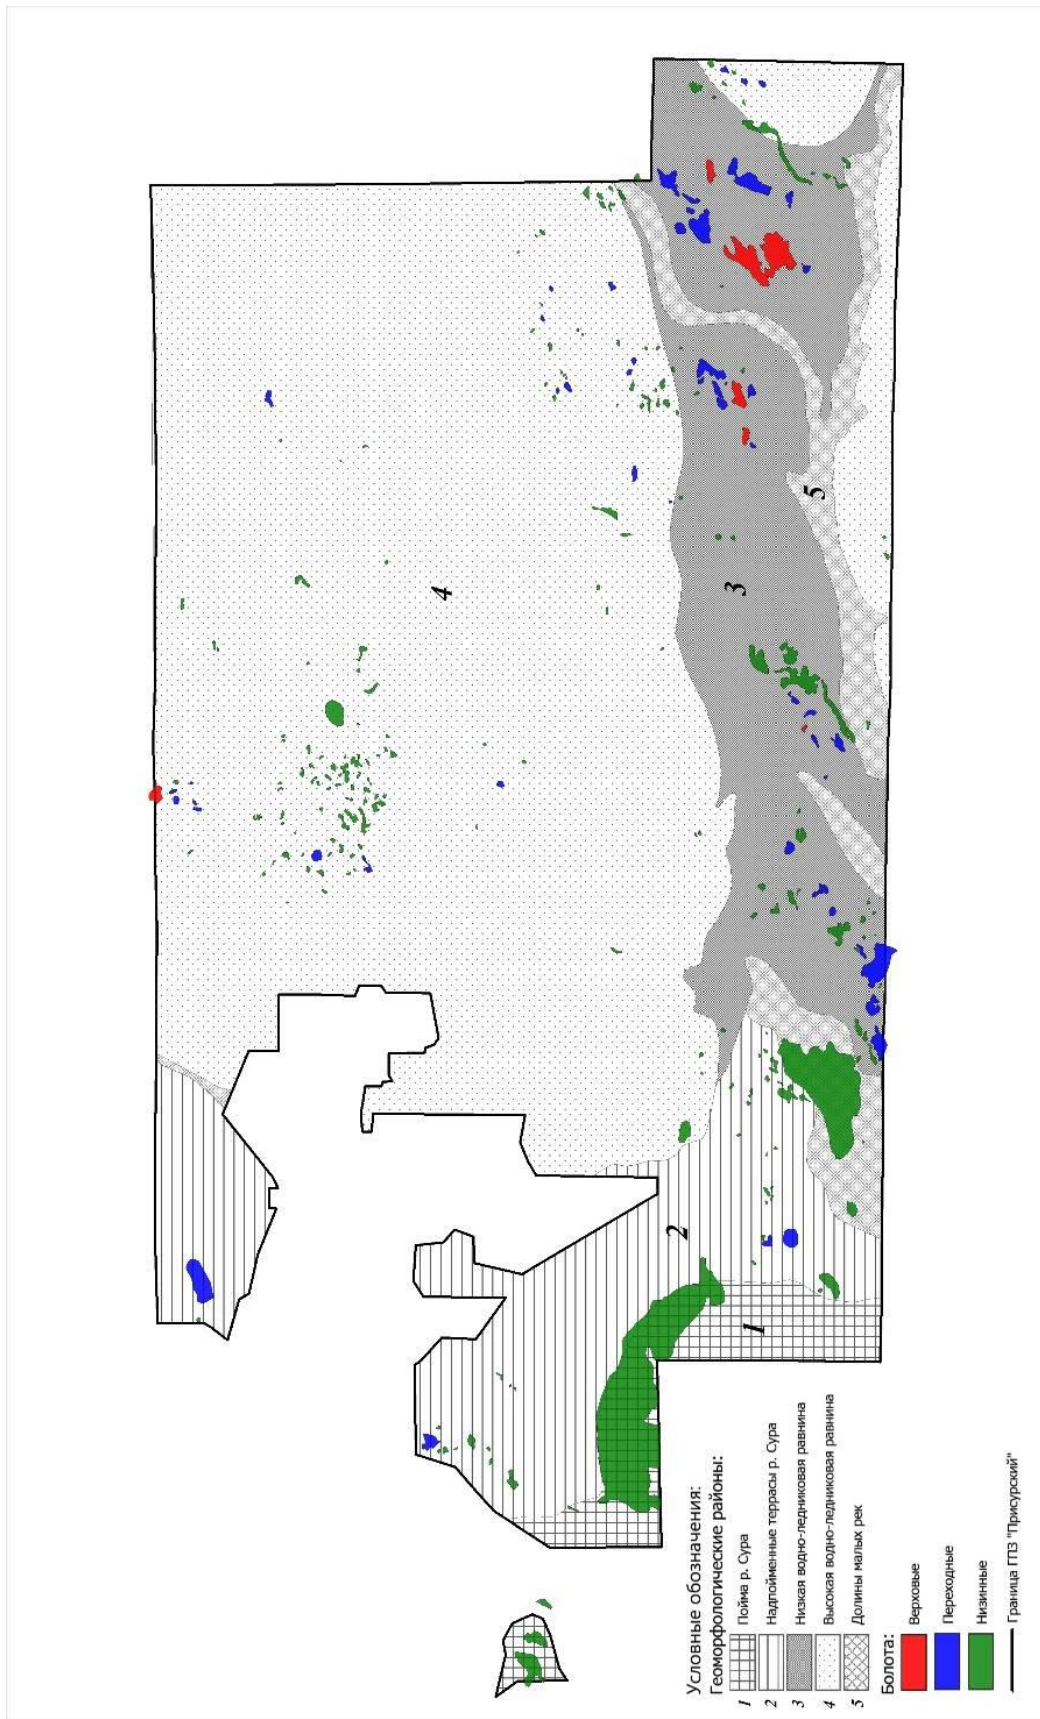 4
3
5
2
1
Условные обозначения:
Геоморфологические районы:
1 Пойма р. Сура
2 Надпойменные террасы р. Сура
3 Низкая водно-ледниковая равнина
4 Высокая водно-ледниковая равнина
5 Долины малых рек
Болота:
Верховые
Переходные
Низинные
Граница ГПЗ "Присурский"